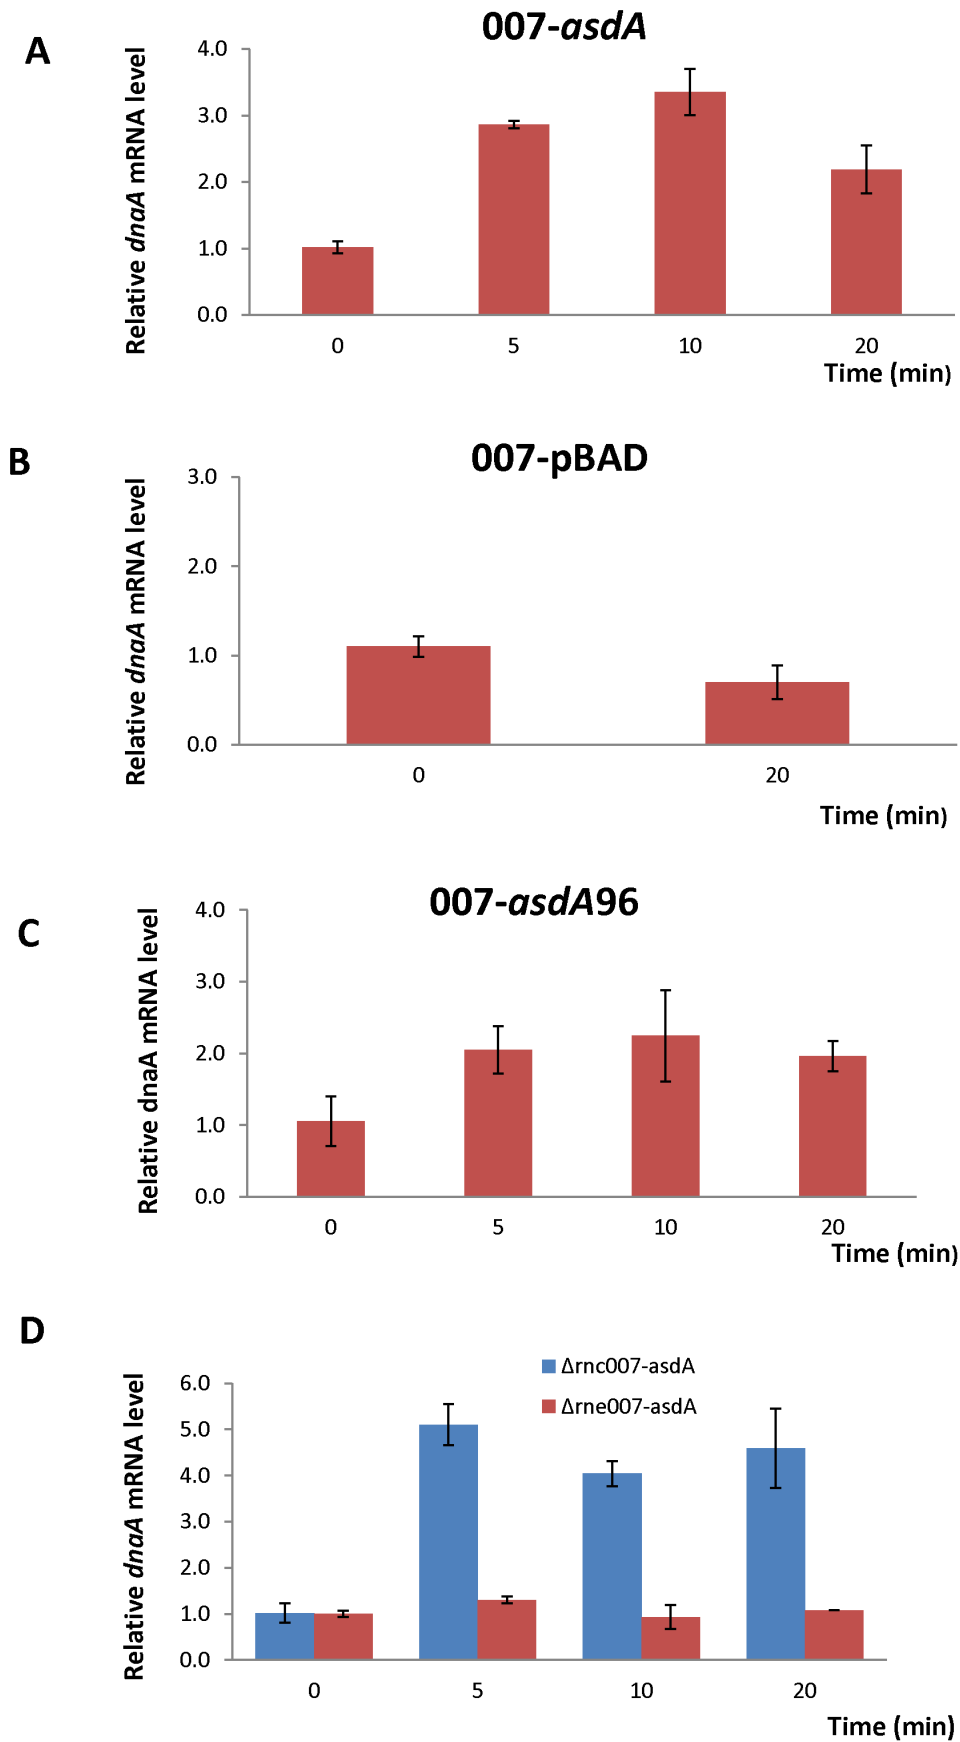 A
007-asdA
Relative dnaA mRNA level
4.0
3.0
2.0
1.0
0.0
0 5 10 20
Time (min)
B
007-pBAD
Relative dnaA mRNA level
3.0
2.0
1.0
0.0
0 20
Time (min)
C
007-asdA96
Relative dnaA mRNA level
4.0
3.0
2.0
1.0
0.0
0 5 10 20
Time (min)
D
Δrnc007-asdA
Δrne007-asdA
Relative dnaA mRNA level
6.0
5.0
4.0
3.0
2.0
1.0
0.0
0 5 10 20
Time (min)